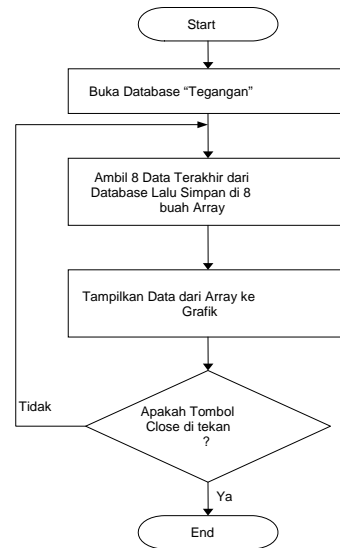 Start
Buka Database “Tegangan”
Ambil 8 Data Terakhir dari
Database Lalu Simpan di 8
buah Array
Tampilkan Data dari Array ke
Grafik
Apakah Tombol
Close di tekan
?
Tidak
Ya
End